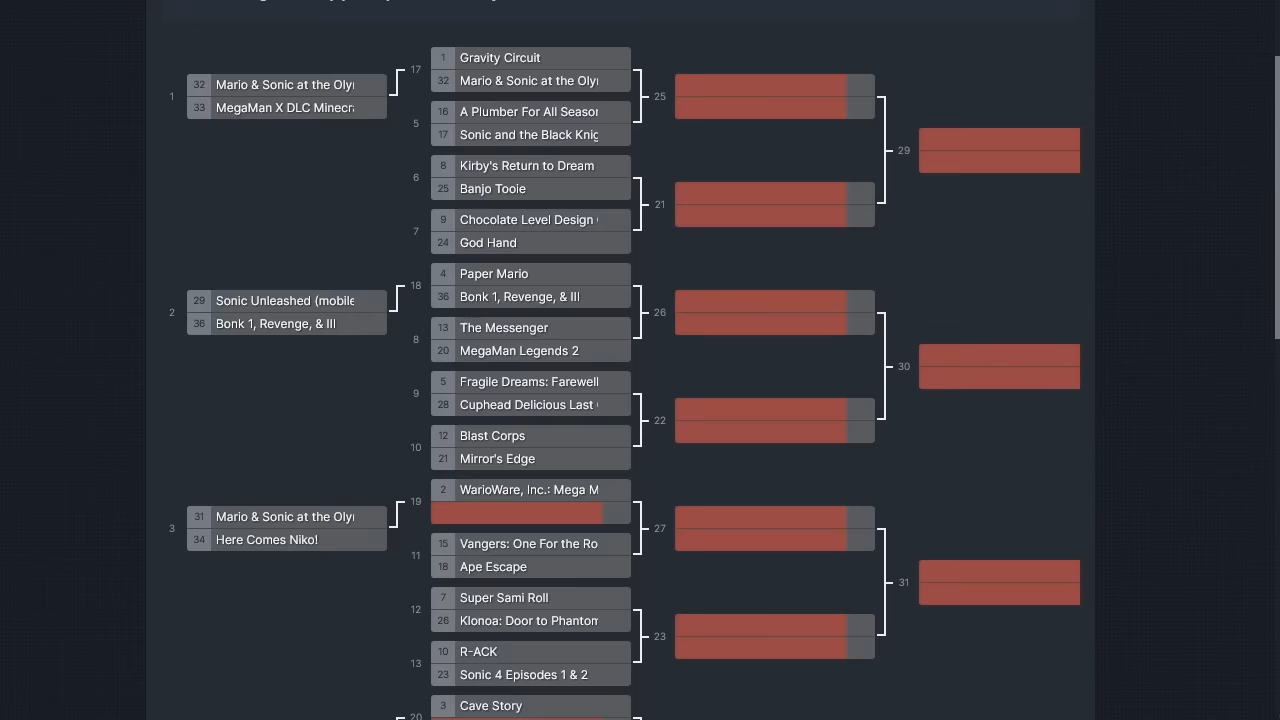 1
32 Mario & Sonic at the Oly
33 MegaMan X DLC Minecr
2
29 Sonic Unleashed (mobile
36 Bonk 1, Revenge, & III
3
31 Mario & Sonic at the Oly
34 Here Comes Niko!
17
1 Gravity Circuit
32 Mario & Sonic at the Oly
5
16 A Plumber For All Season
17 Sonic and the Black Knig
6
8 Kirby's Return to Dream
25 Banjo Tooie
7
9 Chocolate Level Design
24 God Hand
18
4 Paper Mario
36 Bonk 1, Revenge, & III
8
13 The Messenger
20 MegaMan Legends 2
9
5 Fragile Dreams: Farewell
28 Cuphead Delicious Last
10
12 Blast Corps
21 Mirror's Edge
19
2 WarioWare, Inc.: Mega M
11
15 Vangers: One For the Ro
18 Ape Escape
12
7 Super Sami Roll
26 Klonoa: Door to Phantom
13
10 R-ACK
23 Sonic 4 Episodes 1 & 2
20
3 Cave Story
25
21
26
22
27
23
29
30
31